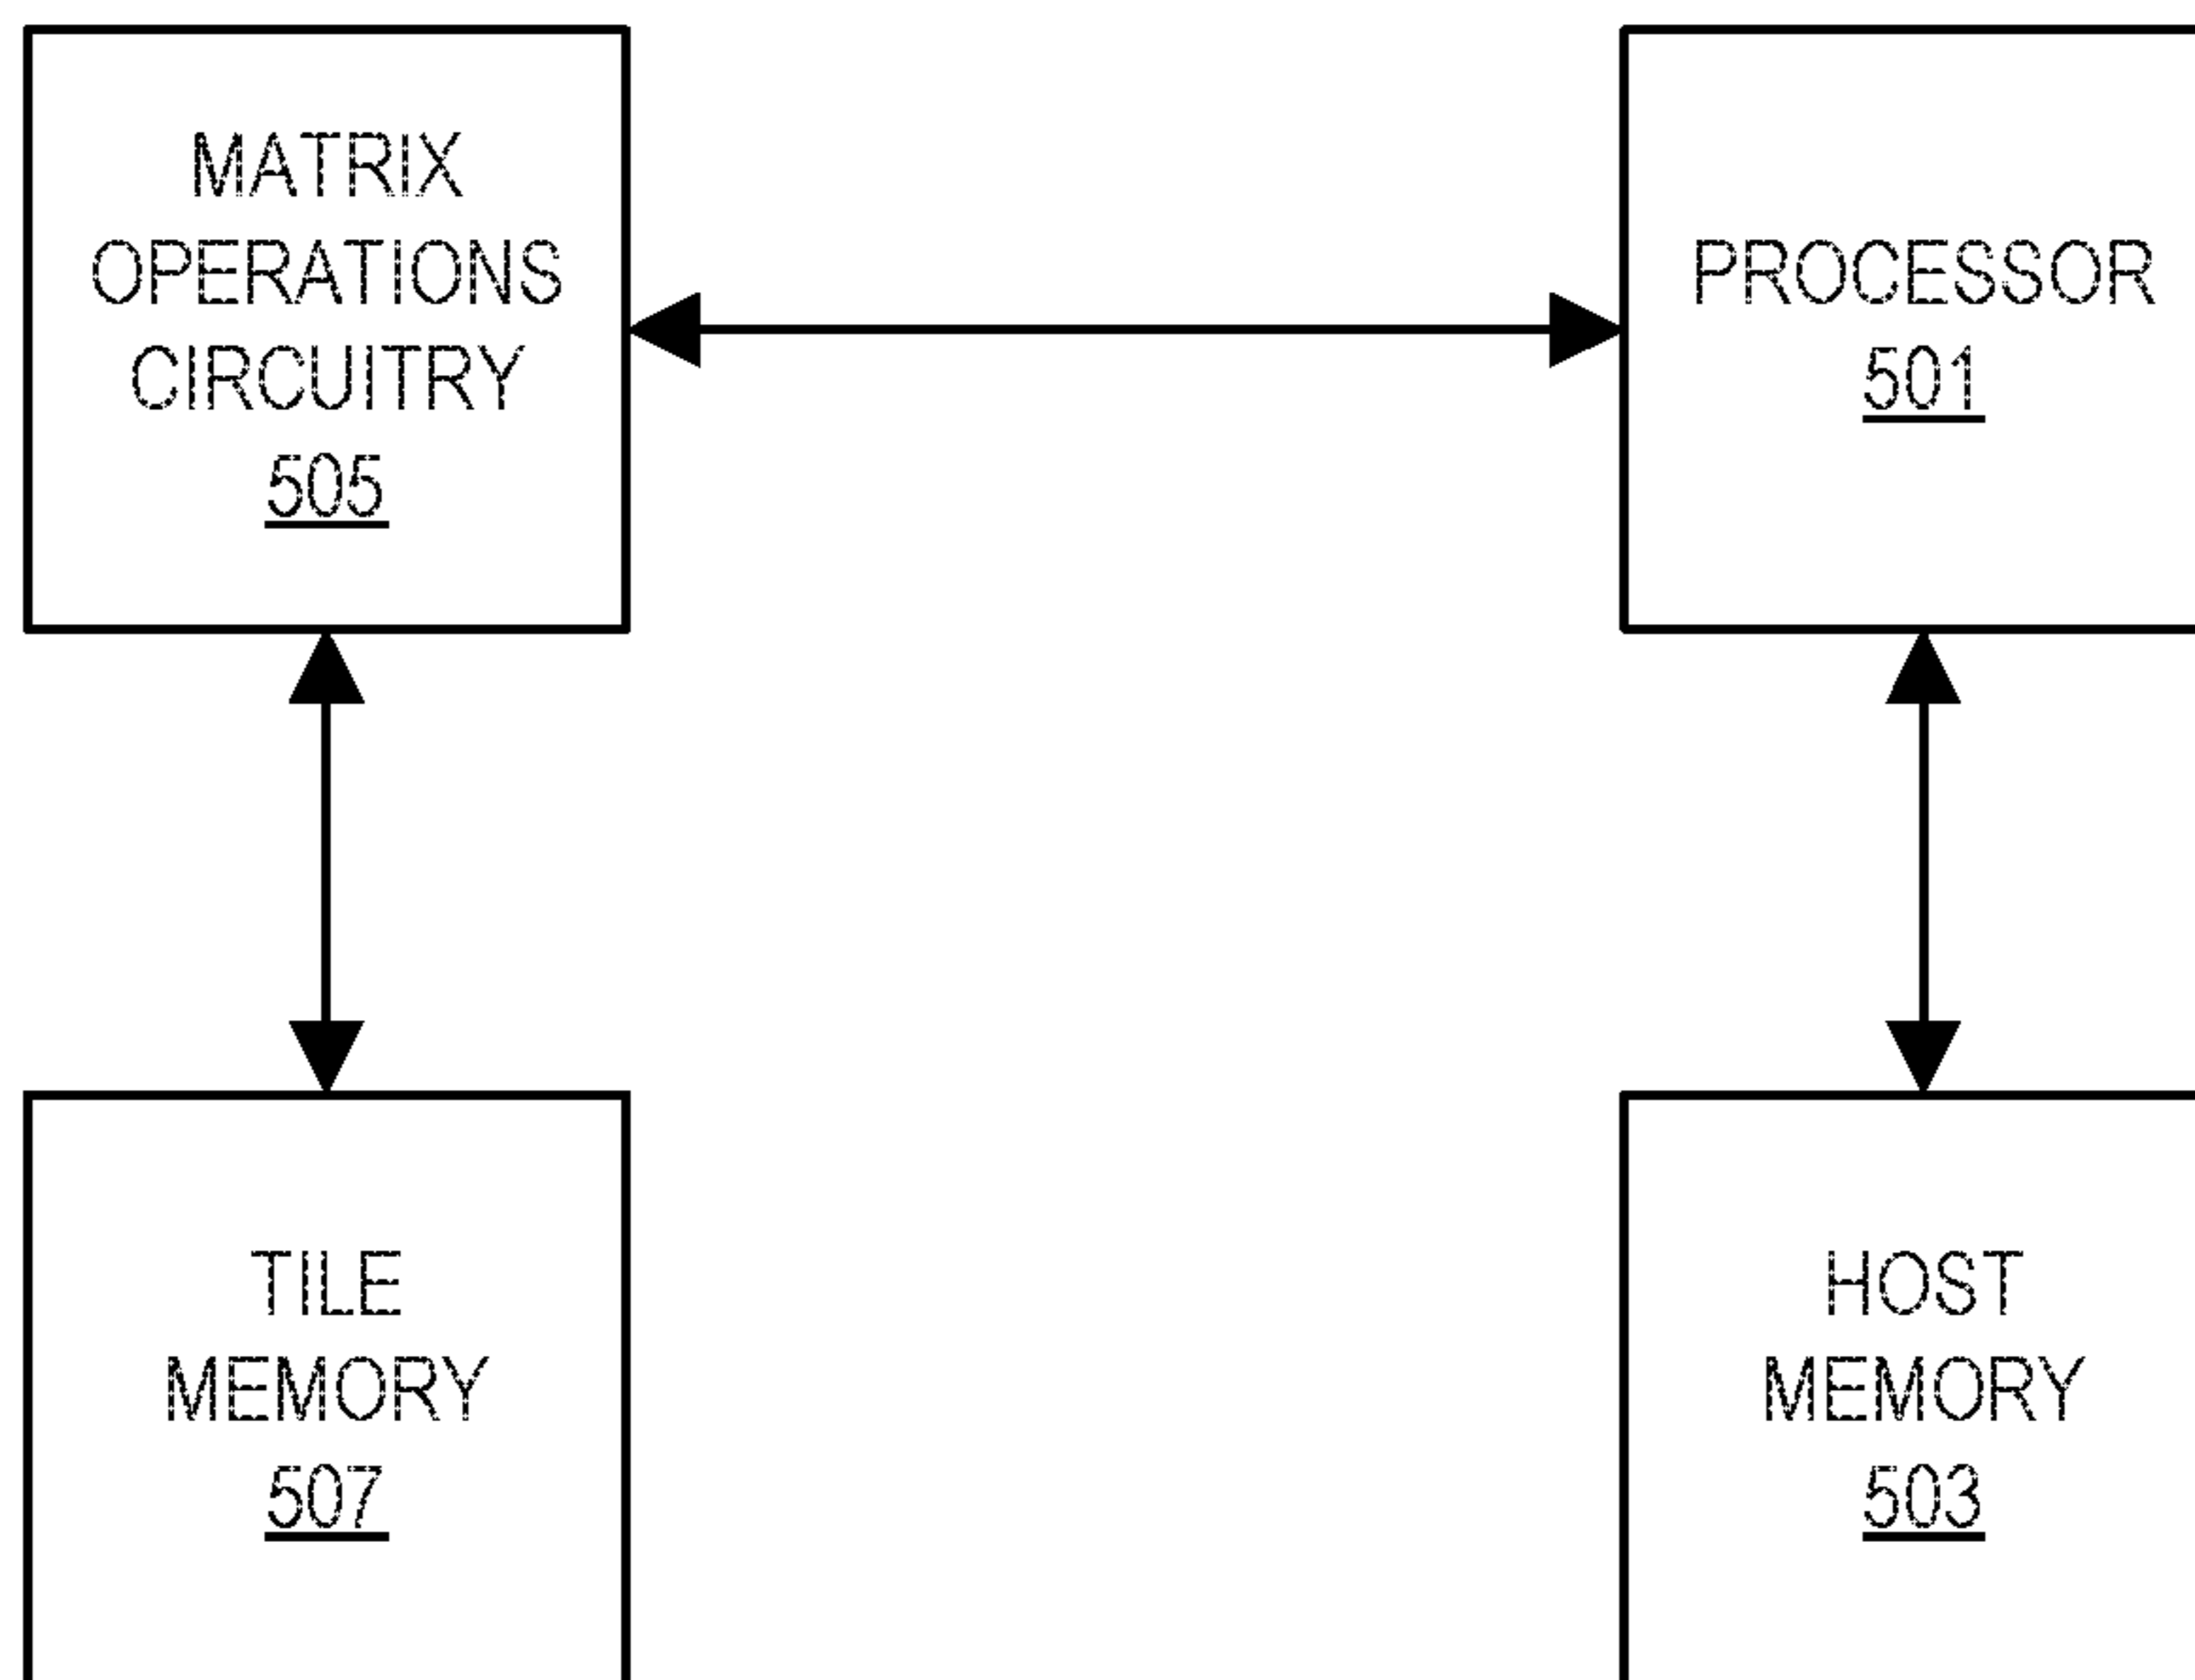 MATRIX
OPERATIONS
CIRCUITRY
505
PROCESSOR
501
TILE
MEMORY
507
HOST
MEMORY
503